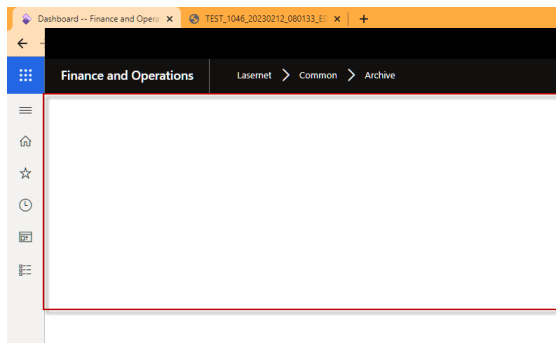 Dashboard -- Finance and Opera
TEST_1046_20230212_080133_E
Finance and Operations
Lasernet
Common
Archive